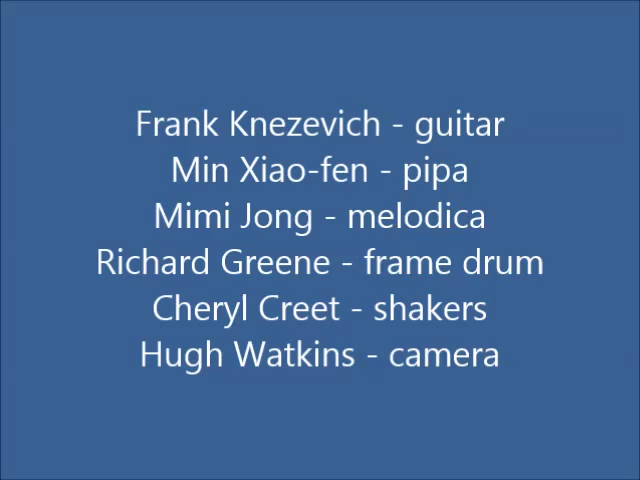 Frank Knezevich - guitar
Min Xiao-fen - pipa
Mimi Jong - melodica
Richard Greene - frame drum
Cheryl Creet - shakers
Hugh Watkins - camera